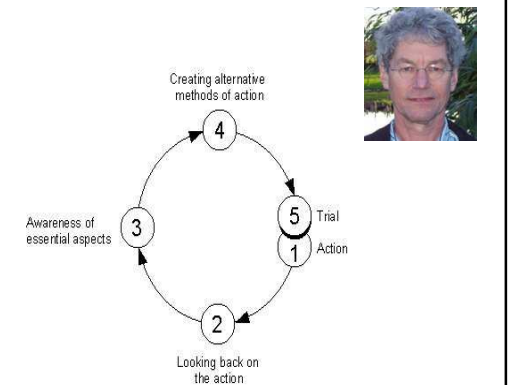 Creating alternative
methods of action
4
5 Trial
1 Action
3
Awareness of
essential aspects
2
Looking back on
the action